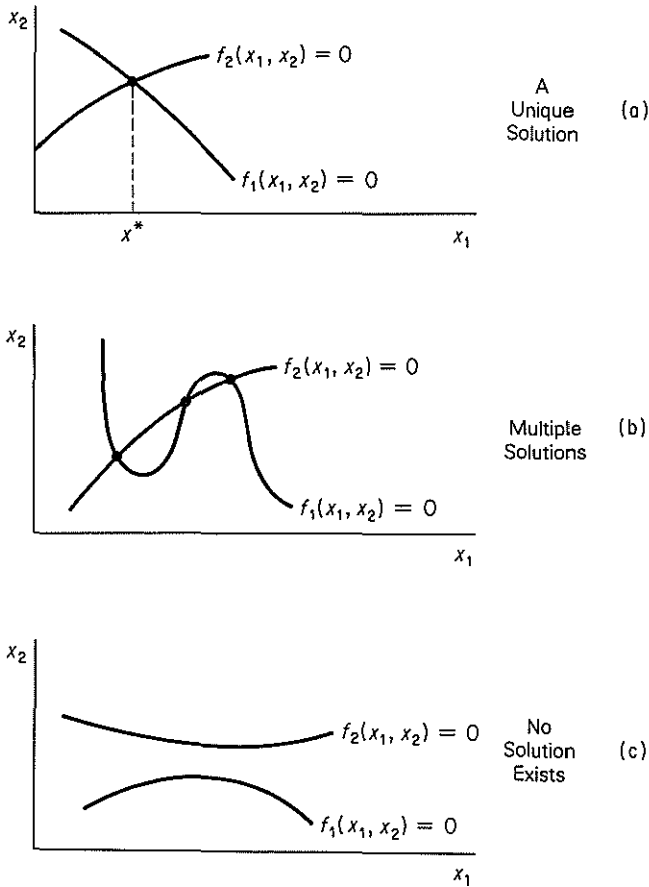 x₂
f₂(x₁, x₂) = 0
A
Unique
Solution
(a)
f₁(x₁, x₂) = 0
x*
x₁
x₂
f₂(x₁, x₂) = 0
Multiple
Solutions
(b)
f₁(x₁, x₂) = 0
x₁
x₂
f₂(x₁, x₂) = 0
No
Solution
Exists
(c)
f₁(x₁, x₂) = 0
x₁